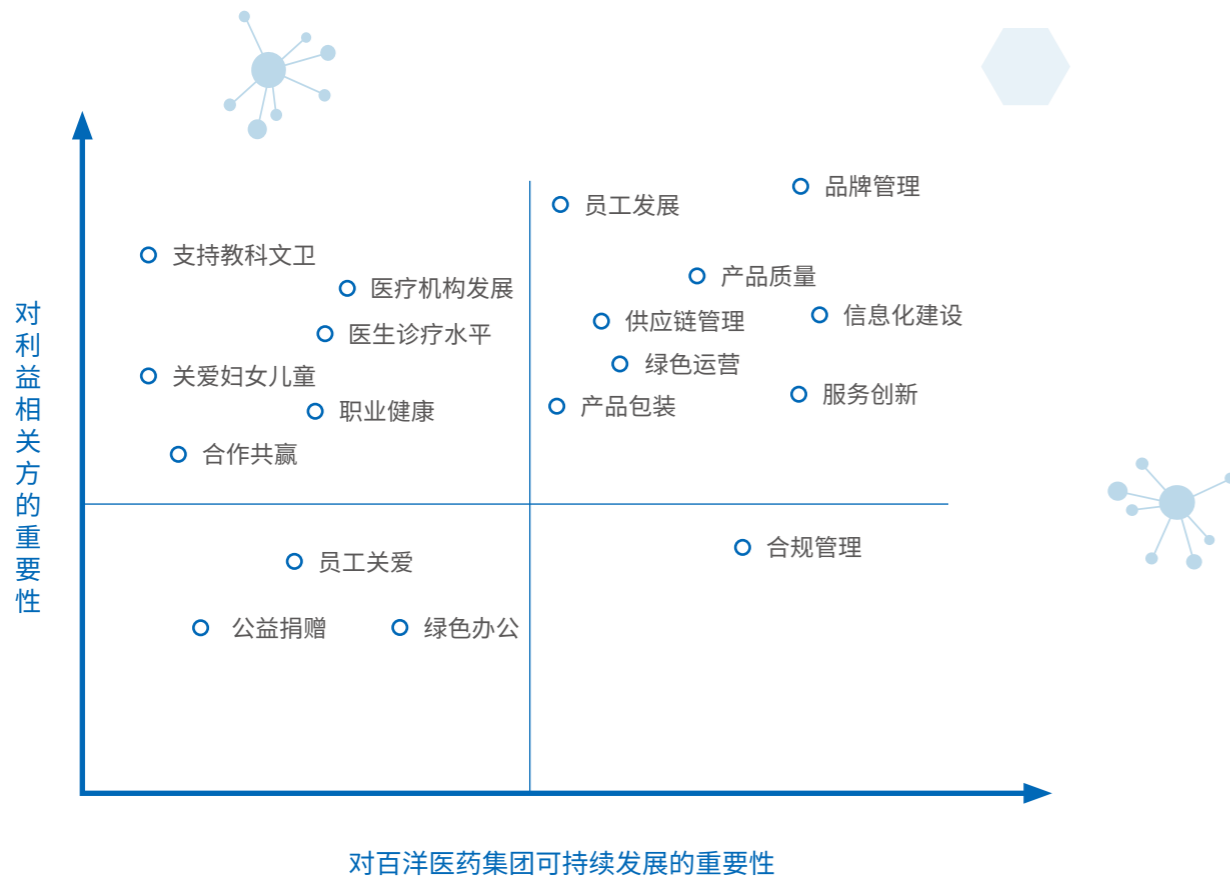 品牌管理
员工发展
支持教科文卫
产品质量
医疗机构发展
信息化建设
供应链管理
医生诊疗水平
绿色运营
关爱妇女儿童
服务创新
产品包装
职业健康
合作共赢
对利益相关方的重要性
合规管理
员工关爱
公益捐赠
绿色办公
对百洋医药集团可持续发展的重要性